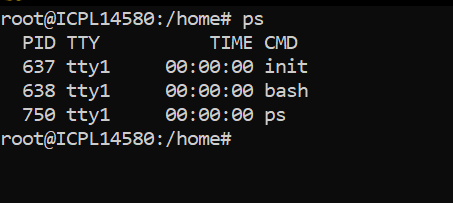 root@ICPL14580:/home# ps
  PID TTY          TIME CMD
  637 tty1     00:00:00 init
  638 tty1     00:00:00 bash
  750 tty1     00:00:00 ps
root@ICPL14580:/home#